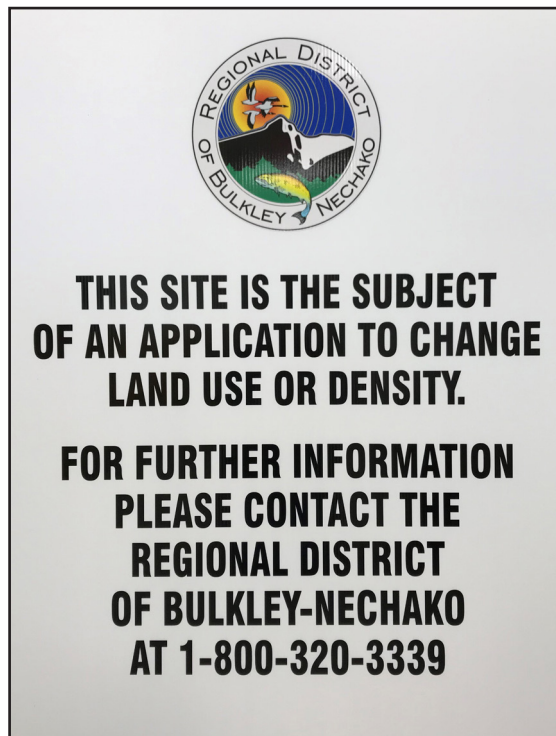 REGIONAL DISTRICT
OF BULKLEY NECHAKO
THIS SITE IS THE SUBJECT
OF AN APPLICATION TO CHANGE
LAND USE OR DENSITY.
FOR FURTHER INFORMATION
PLEASE CONTACT THE
REGIONAL DISTRICT
OF BULKLEY-NECHAKO
AT 1-800-320-3339